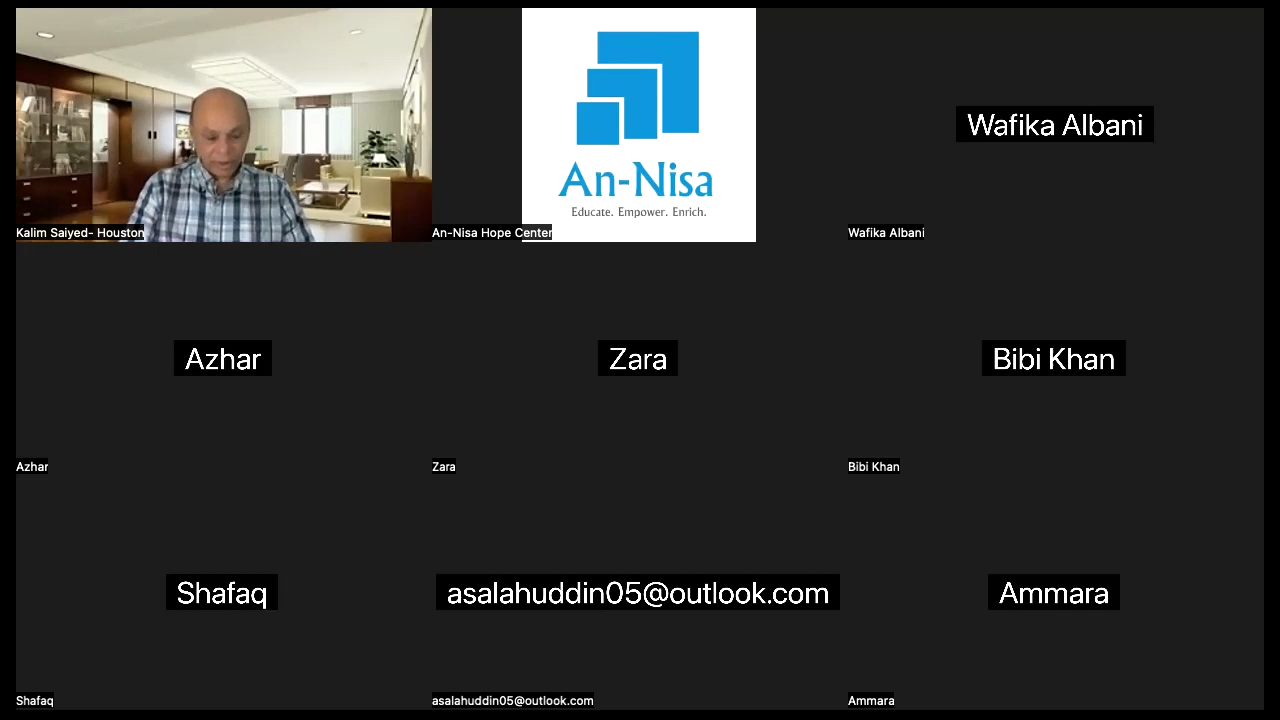 An-Nisa
Educate. Empower. Enrich.
Wafika Albani
Kalim Saiyed- Houston
An-Nisa Hope Center
Wafika Albani
Azhar
Zara
Bibi Khan
Azhar
Zara
Bibi Khan
Shafaq
asalahuddin05@outlook.com
Ammara
Shafaq
asalahuddin05@outlook.com
Ammara